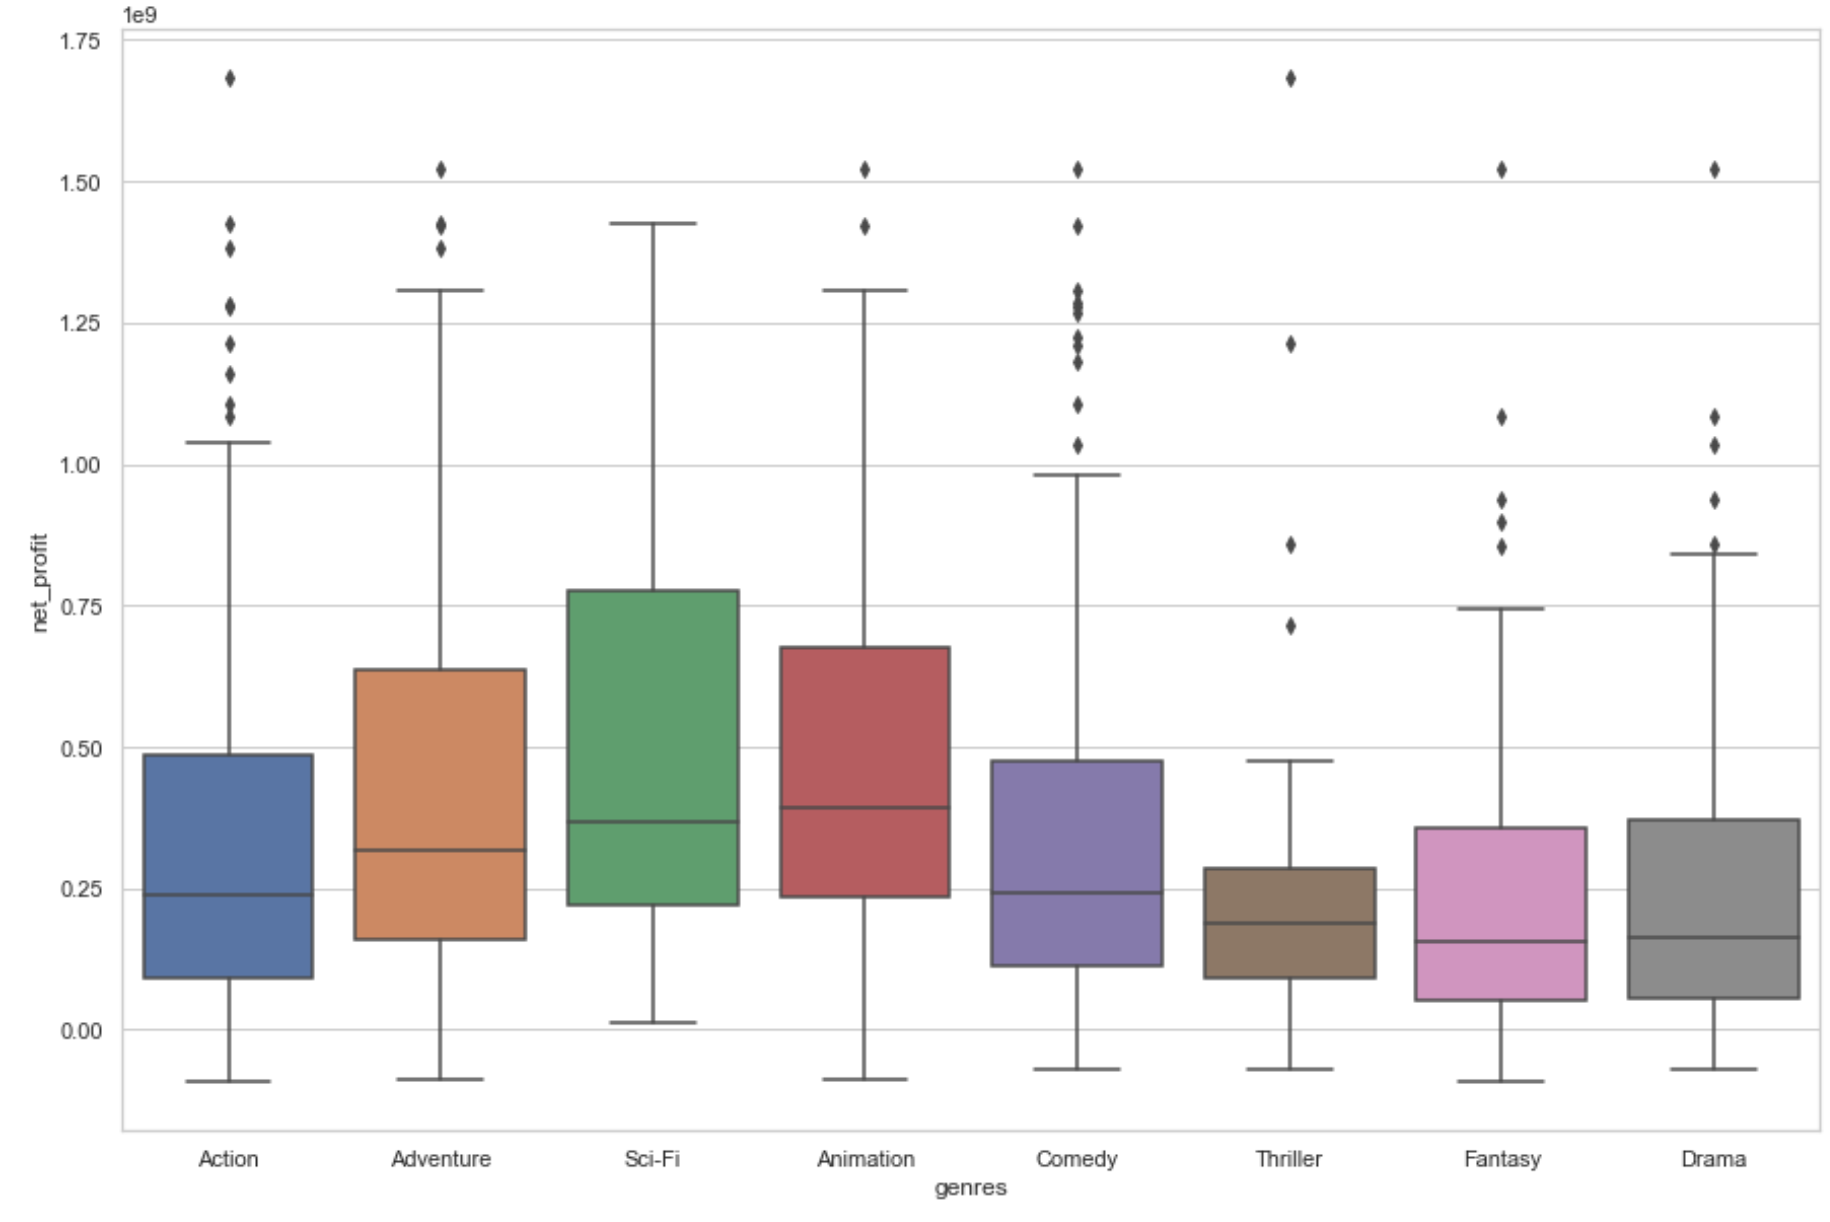 1e9
1.75
1.50
1.25
1.00
0.75
0.50
0.25
0.00
net_profit
Action Adventure Sci-Fi Animation Comedy Thriller Fantasy Drama
genres